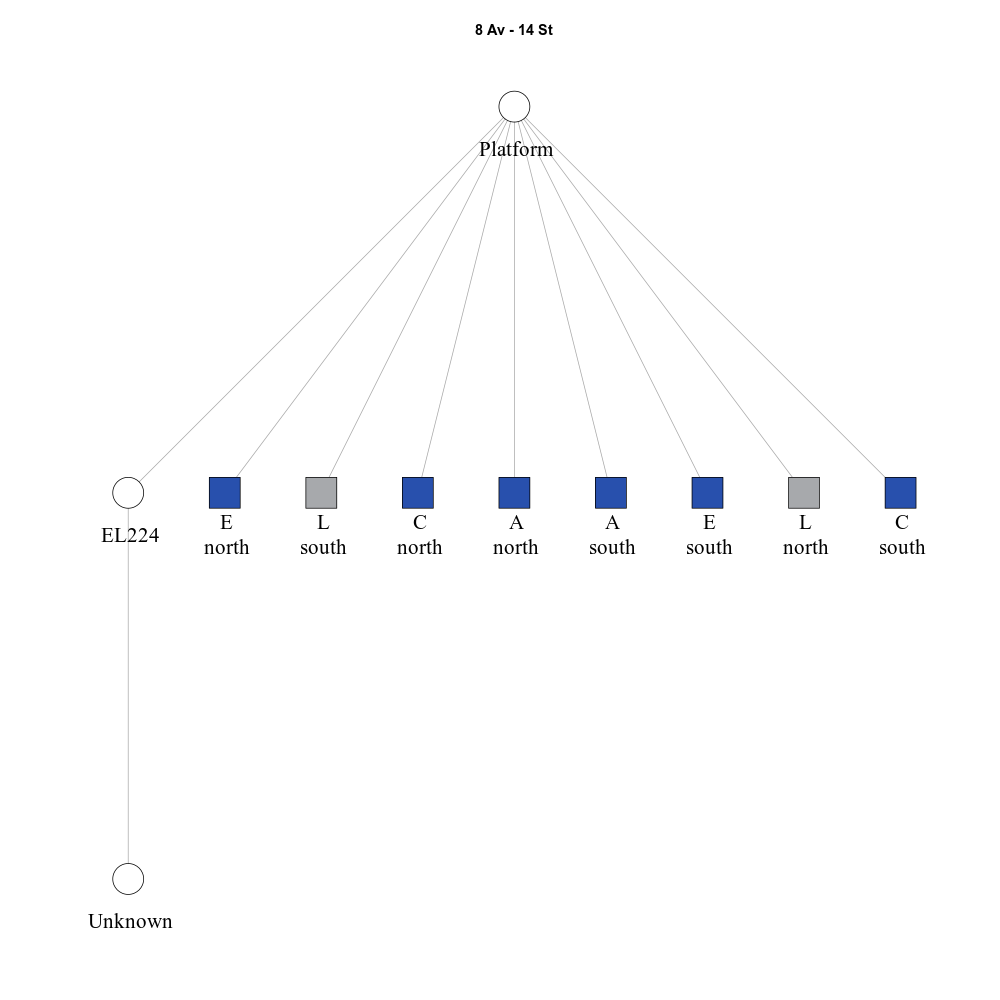 8 Av - 14 St
Platform
EL224
E
north
L
south
C
north
A
north
A
south
E
south
L
north
C
south
Unknown